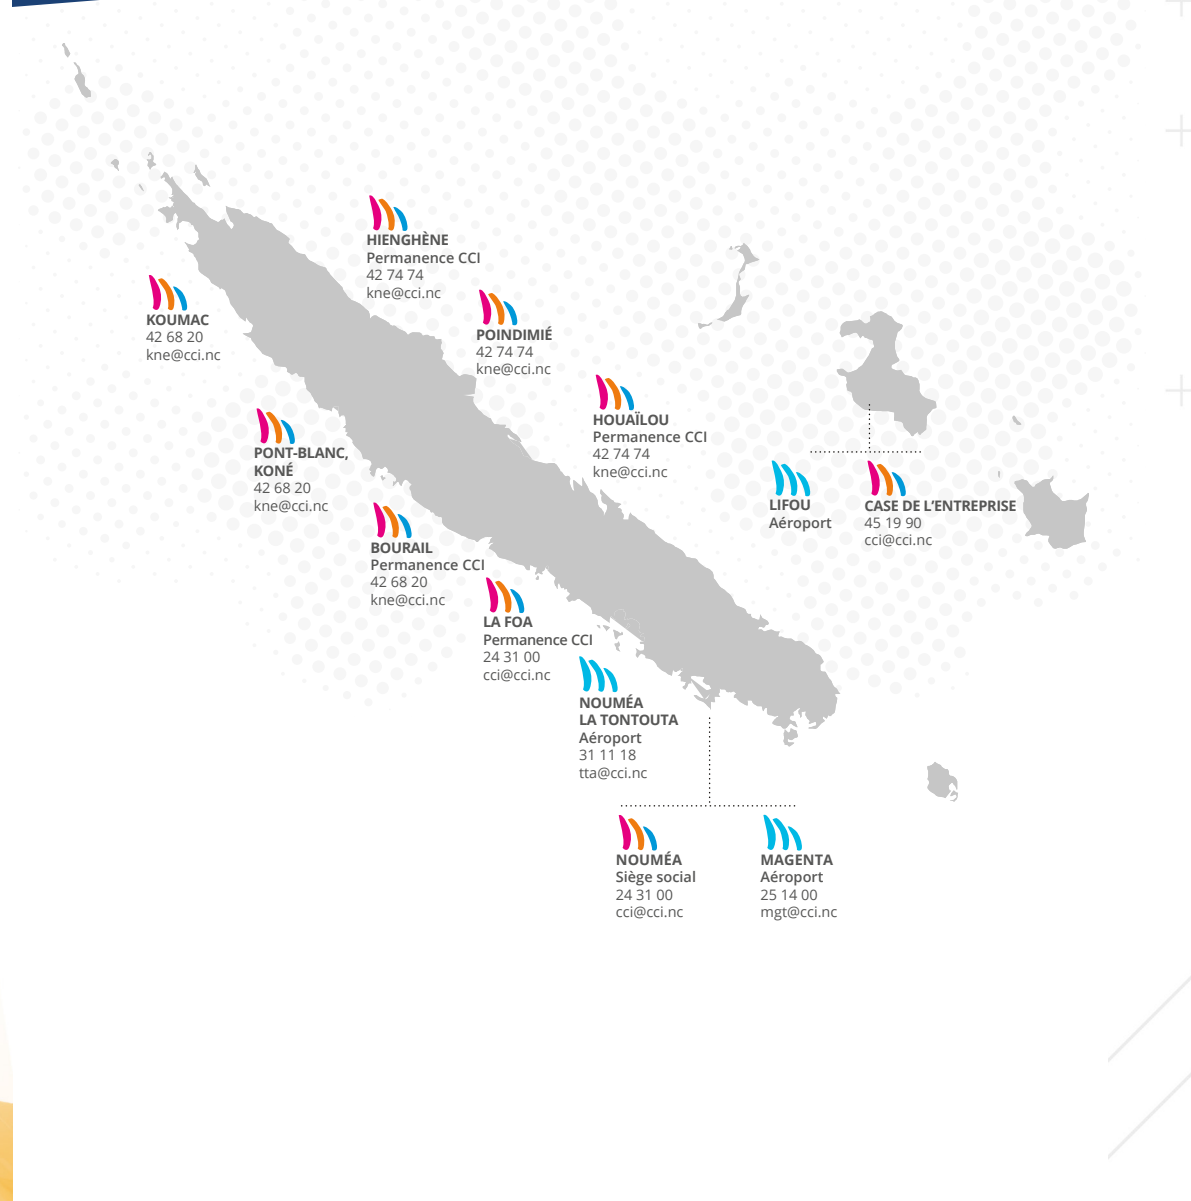 HIENGHÈNE
Permanence CCI
42 74 74
kne@cci.nc
KOUMAC
42 68 20
kne@cci.nc
POINDIMIÉ
42 74 74
kne@cci.nc
HOUAÏLOU
Permanence CCI
42 74 74
kne@cci.nc
PONT-BLANC,
KONÉ
42 68 20
kne@cci.nc
LIFOU
Aéroport
CASE DE L’ENTREPRISE
45 19 90
cci@cci.nc
BOURAIL
Permanence CCI
42 68 20
kne@cci.nc
LA FOA
Permanence CCI
24 31 00
cci@cci.nc
NOUMÉA
LA TONTOUTA
Aéroport
31 11 18
tta@cci.nc
NOUMÉA
Siège social
24 31 00
cci@cci.nc
MAGENTA
Aéroport
25 14 00
mgt@cci.nc